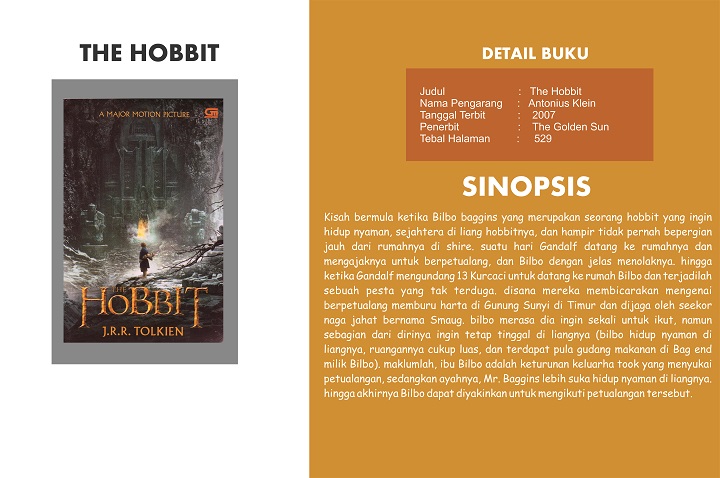 THE HOBBIT
A MAJOR MOTION PICTURE
THE
HOBBIT
J.R.R. TOLKIEN
DETAIL BUKU
Judul : The Hobbit
Nama Pengarang : Antonius Klein
Tanggal Terbit : 2007
Penerbit : The Golden Sun
Tebal Halaman : 529
SINOPSIS
Kisah bermula ketika Bilbo baggins yang merupakan seorang hobbit yang ingin
hidup nyaman, sejahtera di liang hobbitnya, dan hampir tidak pernah bepergian
jauh dari rumahnya di shire. suatu hari Gandalf datang ke rumahnya dan
mengajaknya untuk berpetualang, dan Bilbo dengan jelas menolaknya. hingga
ketika Gandalf mengundang 13 Kurcaci untuk datang ke rumah Bilbo dan terjadilah
sebuah pesta yang tak terduga. disana mereka membicarakan mengenai
berpetualang memburu harta di Gunung Sunyi di Timur dan dijaga oleh seekor
naga jahat bernama Smaug. bilbo merasa dia ingin sekali untuk ikut, namun
sebagian dari dirinya ingin tetap tinggal di liangnya (bilbo hidup nyaman di
liangnya, ruangannya cukup luas, dan terdapat pula gudang makanan di Bag end
milik Bilbo). maklumlah, ibu Bilbo adalah keturunan keluarha took yang menyukai
petualangan, sedangkan ayahnya, Mr. Baggins lebih suka hidup nyaman di liangnya.
hingga akhirnya Bilbo dapat diyakinkan untuk mengikuti petualangan tersebut.